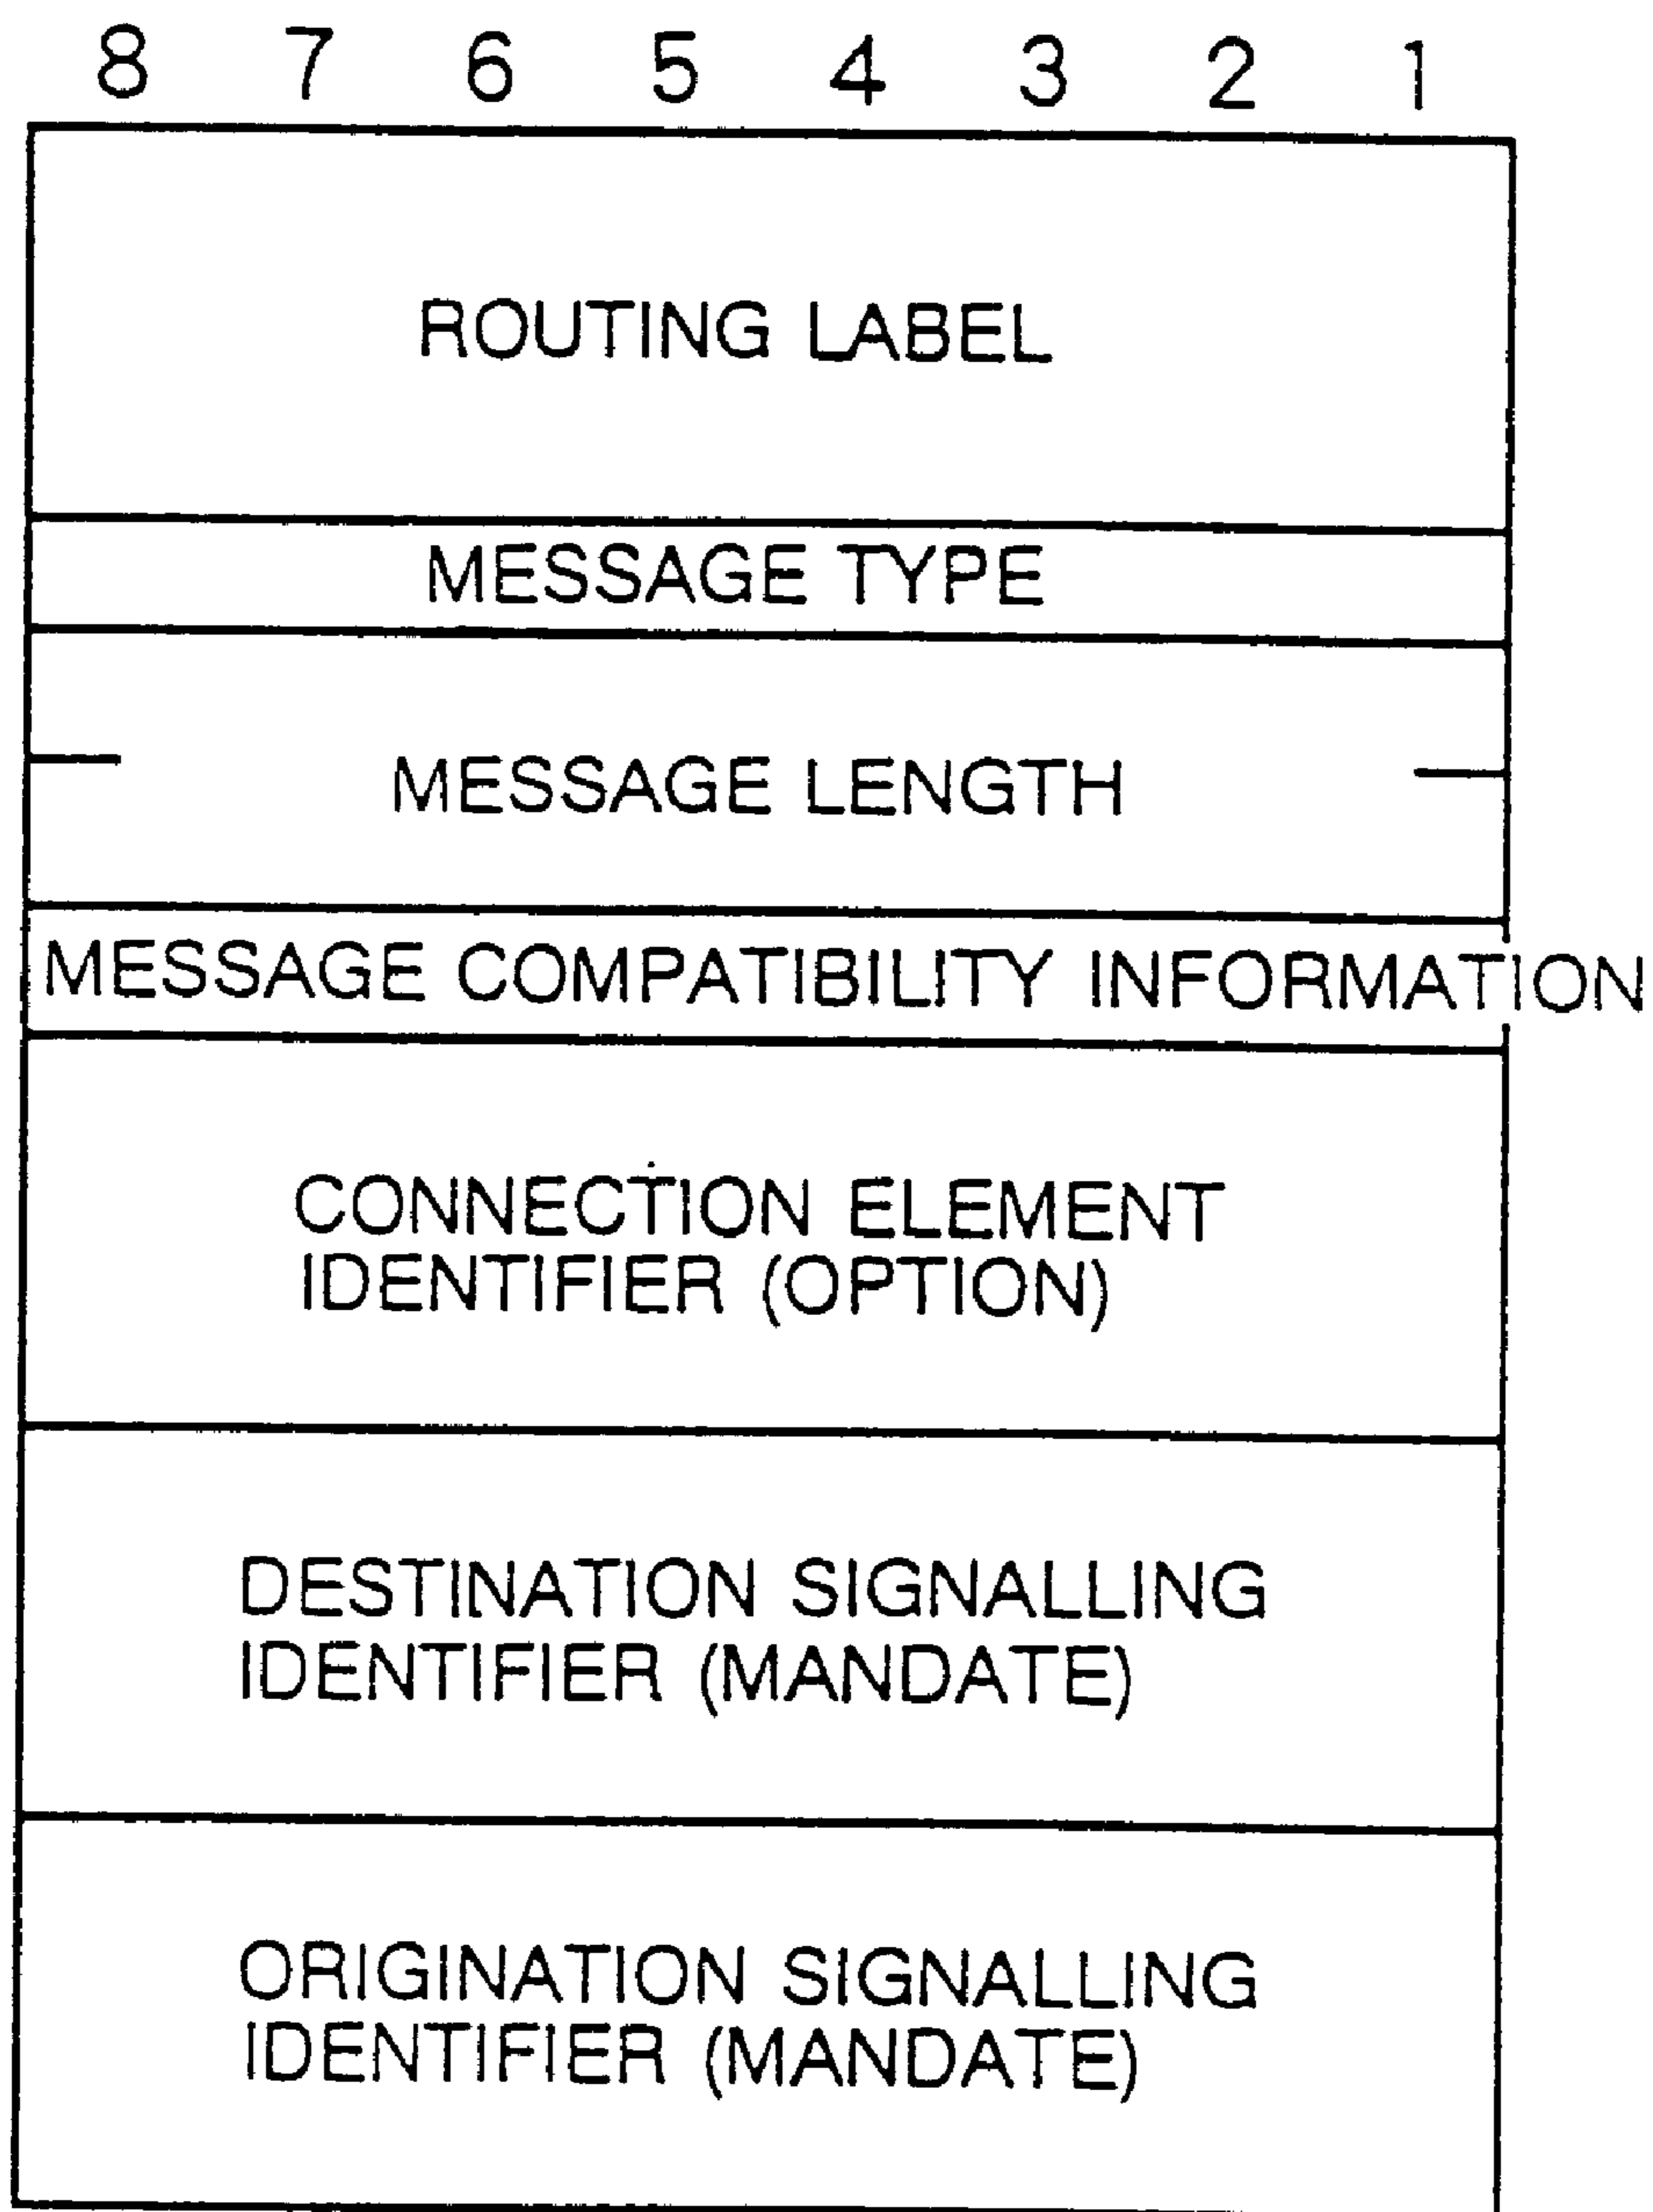 8 7 6 5 4 3 2 1
ROUTING LABEL
MESSAGE TYPE
MESSAGE LENGTH
MESSAGE COMPATIBILITY INFORMATION
CONNECTION ELEMENT
IDENTIFIER (OPTION)
DESTINATION SIGNALLING
IDENTIFIER (MANDATE)
ORIGINATION SIGNALLING
IDENTIFIER (MANDATE)